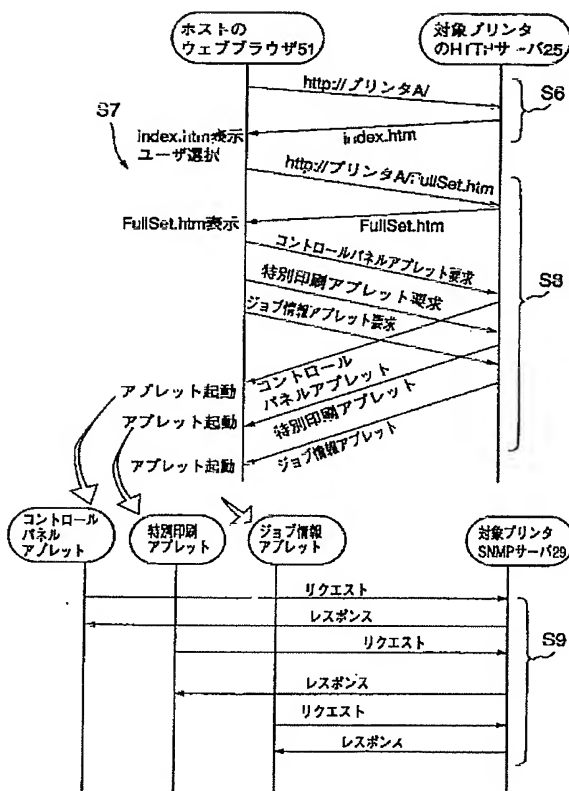 ホストの
ウェブブラウザ51
対象プリンタ
のHTTPサーバ25
http://プリンタA/
S6
S7
index.htm表示
ユーザ選択
index.htm
http://プリンタA/FullSet.htm
FullSet.htm表示
FullSet.htm
コントロールパネルアプレット要求
特別印刷アプレット要求
ジョブ情報アプレット要求
S8
アプレット起動
コントロール
パネルアプレット
アプレット起動
特別印刷アプレット
アプレット起動
ジョブ情報アプレット
コントロール
パネル
アプレット
特別印刷
アプレット
ジョブ情報
アプレット
対象プリンタ
SNMPサーバ29
リクエスト
レスポンス
リクエスト
S9
レスポンス
リクエスト
レスポンス